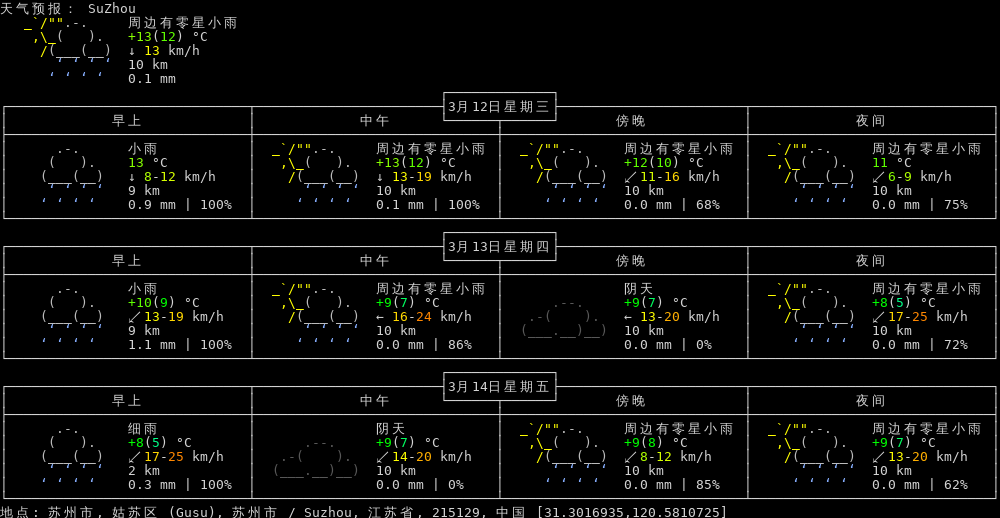 天气预报： SuZhou
周边有零星小雨
+13(12) °C
↓ 13 km/h
10 km
0.1 mm
3月12日星期三
早上 中午 傍晚 夜间
小雨 周边有零星小雨 周边有零星小雨 周边有零星小雨
13 °C +13(12) °C +12(10) °C 11 °C
↓ 8-12 km/h ↓ 13-19 km/h ↙ 11-16 km/h ↙ 6-9 km/h
9 km 10 km 10 km 10 km
0.9 mm | 100% 0.1 mm | 100% 0.0 mm | 68% 0.0 mm | 75%
3月13日星期四
早上 中午 傍晚 夜间
小雨 周边有零星小雨 阴天 周边有零星小雨
+10(9) °C +9(7) °C +9(7) °C +8(5) °C
↙ 13-19 km/h ← 16-24 km/h ← 13-20 km/h ↙ 17-25 km/h
9 km 10 km 10 km 10 km
1.1 mm | 100% 0.0 mm | 86% 0.0 mm | 0% 0.0 mm | 72%
3月14日星期五
早上 中午 傍晚 夜间
细雨 阴天 周边有零星小雨 周边有零星小雨
+8(5) °C +9(7) °C +9(8) °C +9(7) °C
↙ 17-25 km/h ↙ 14-20 km/h ↙ 8-12 km/h ↙ 13-20 km/h
2 km 10 km 10 km 10 km
0.3 mm | 100% 0.0 mm | 0% 0.0 mm | 85% 0.0 mm | 62%
地点: 苏州市, 姑苏区 (Gusu), 苏州市 / Suzhou, 江苏省, 215129, 中国 [31.3016935,120.5810725]